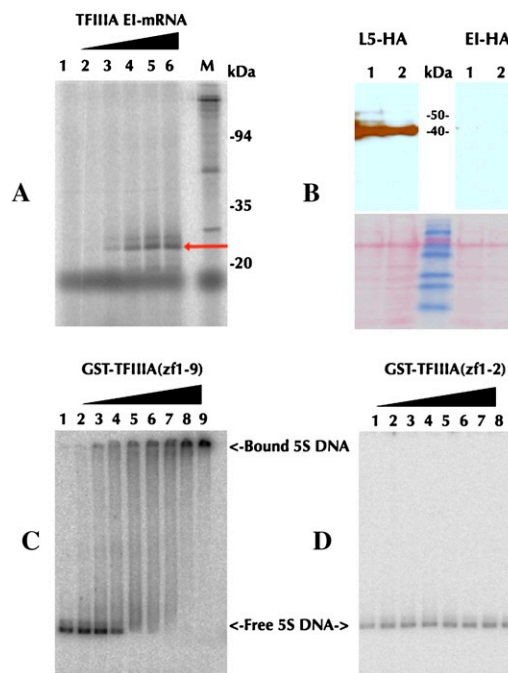 TFIIIA EI-mRNA
1 2 3 4 5 6 M kDa
-94
-35
-20
A
L5-HA EI-HA
1 2 kDa 1 2
-50-
-40-
B
GST-TFIIIA(zf1-9)
1 2 3 4 5 6 7 8 9
<-Bound 5S DNA
C
<-Free 5S DNA->
GST-TFIIIA(zf1-2)
1 2 3 4 5 6 7 8
D